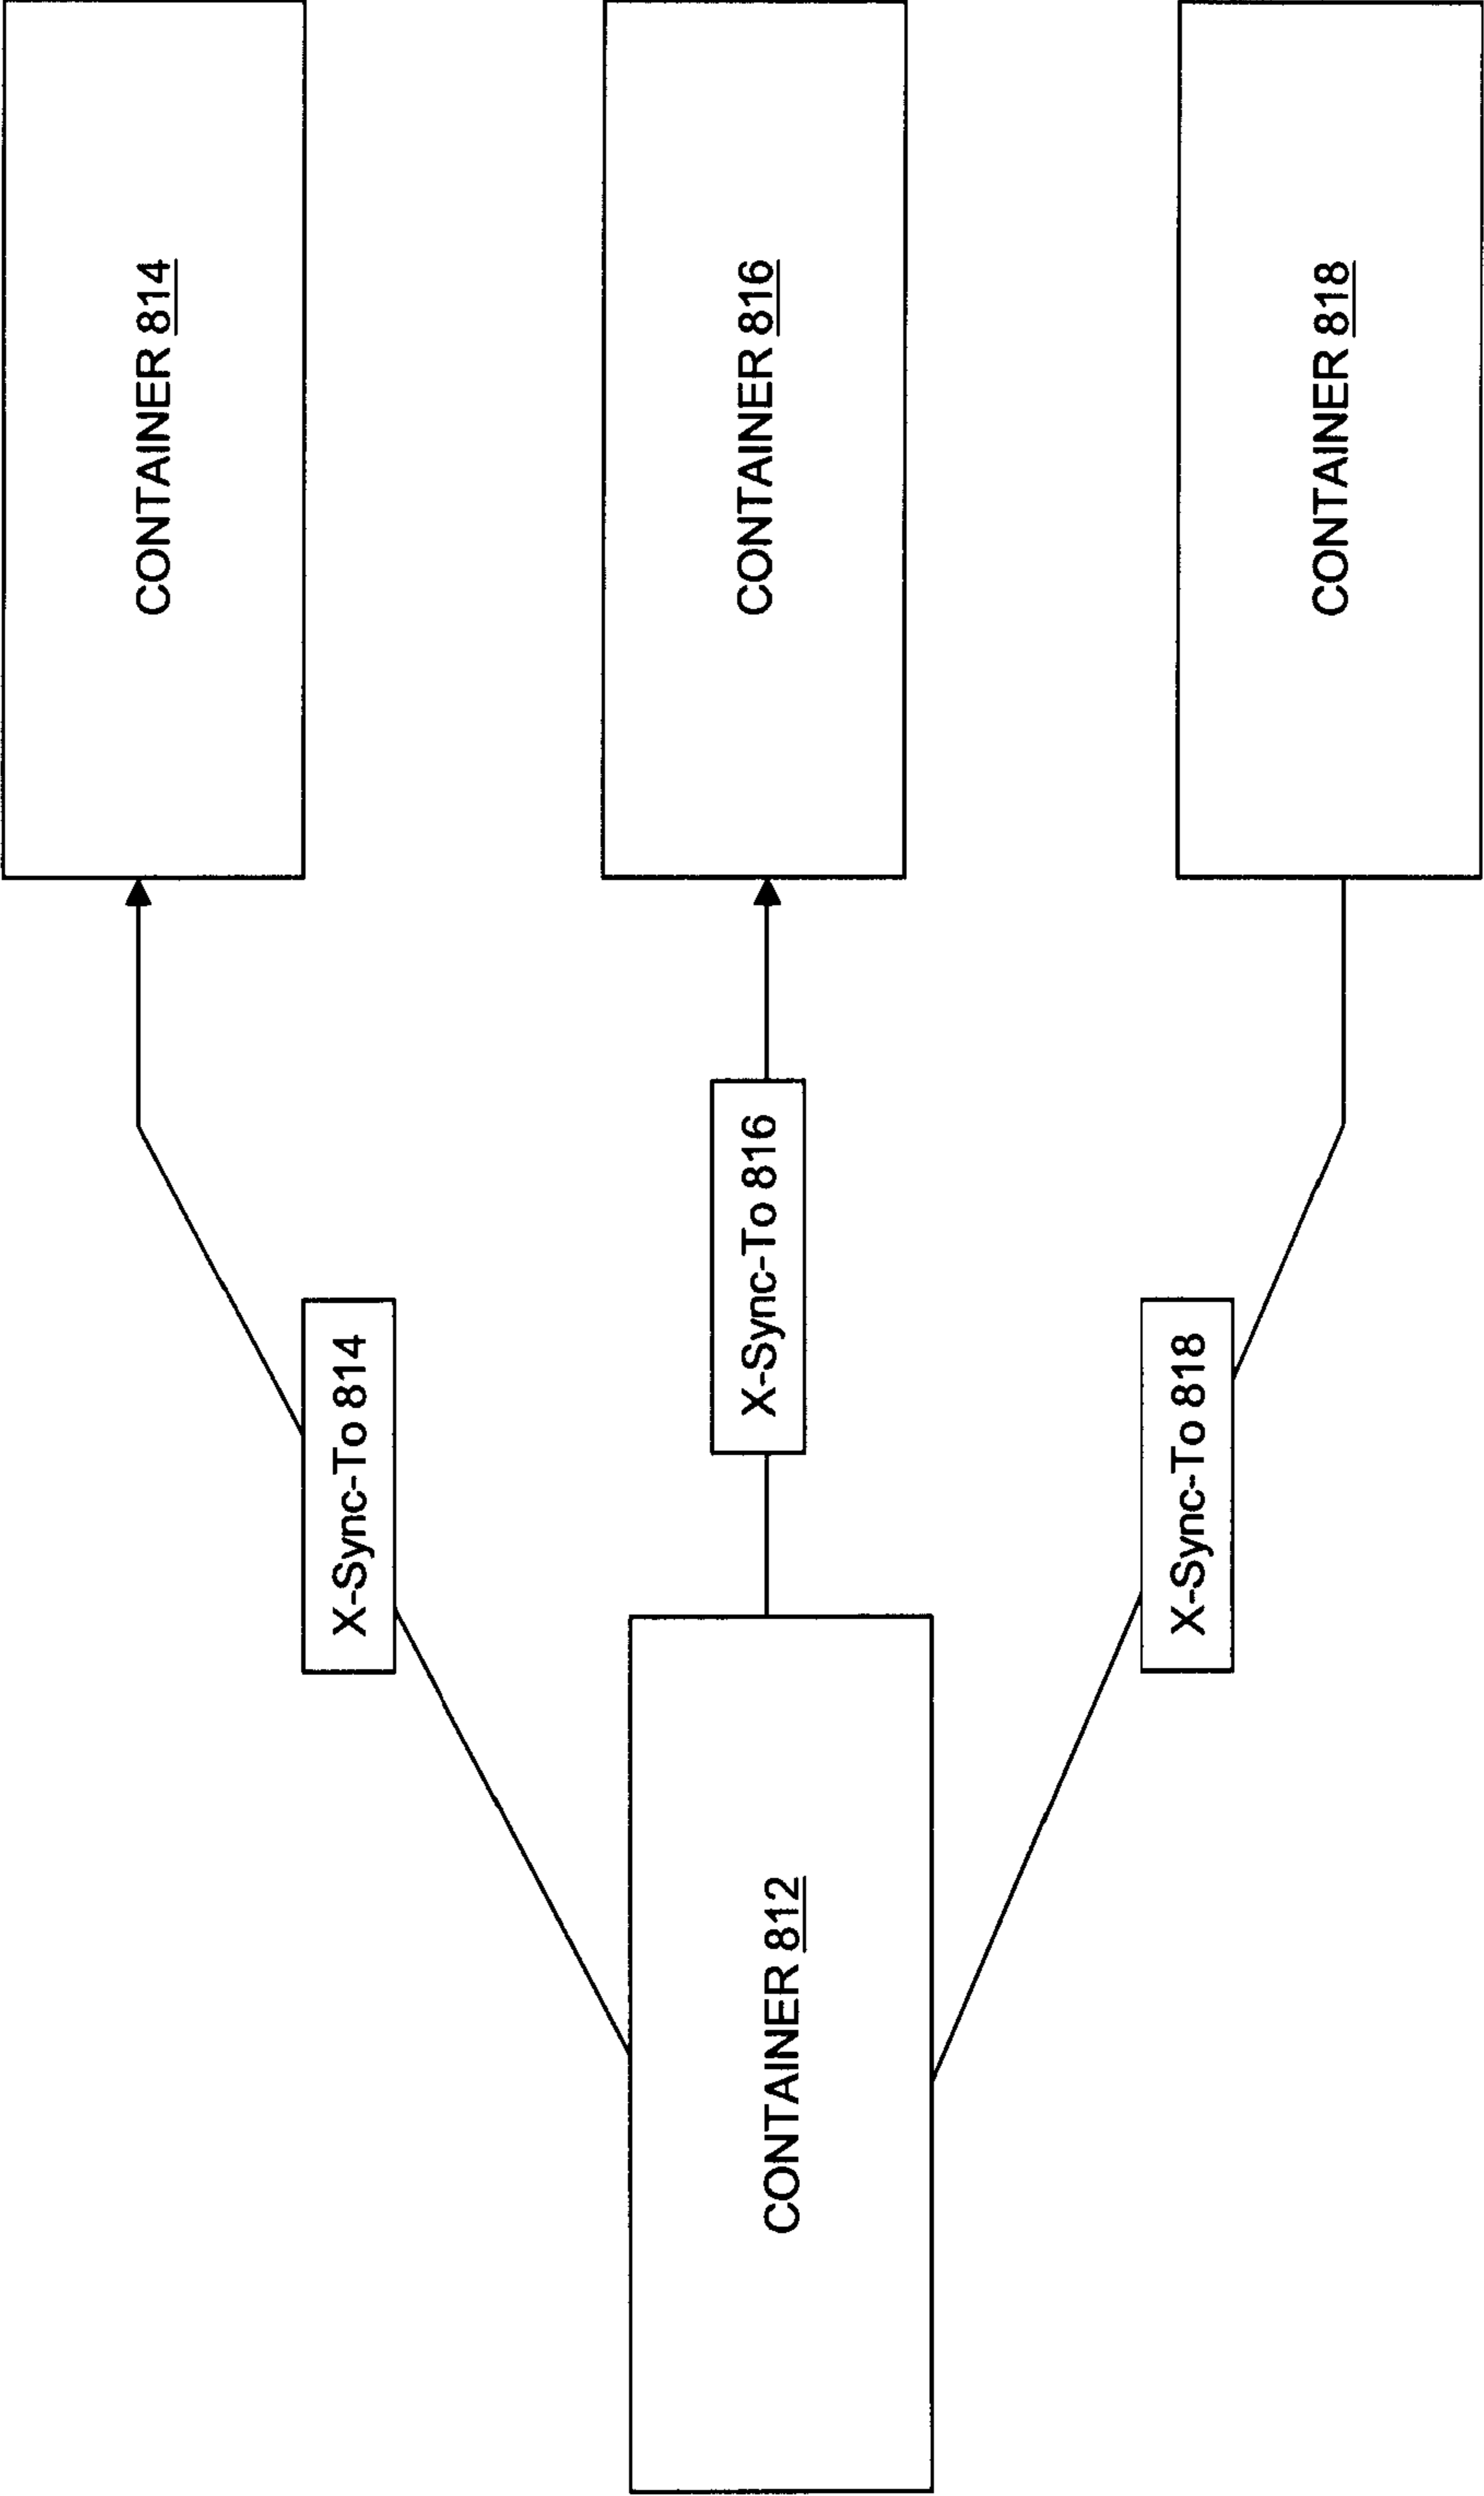 CONTAINER 814
CONTAINER 816
CONTAINER 818
X-Sync-To 814
X-Sync-To 816
X-Sync-To 818
CONTAINER 812